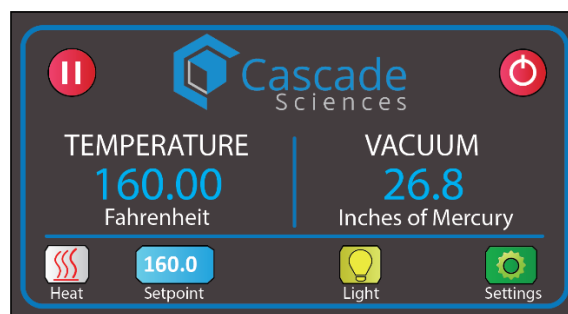 Cascade
Sciences
TEMPERATURE
160.00
Fahrenheit
VACUUM
26.8
Inches of Mercury
160.0
Heat
Setpoint
Light
Settings